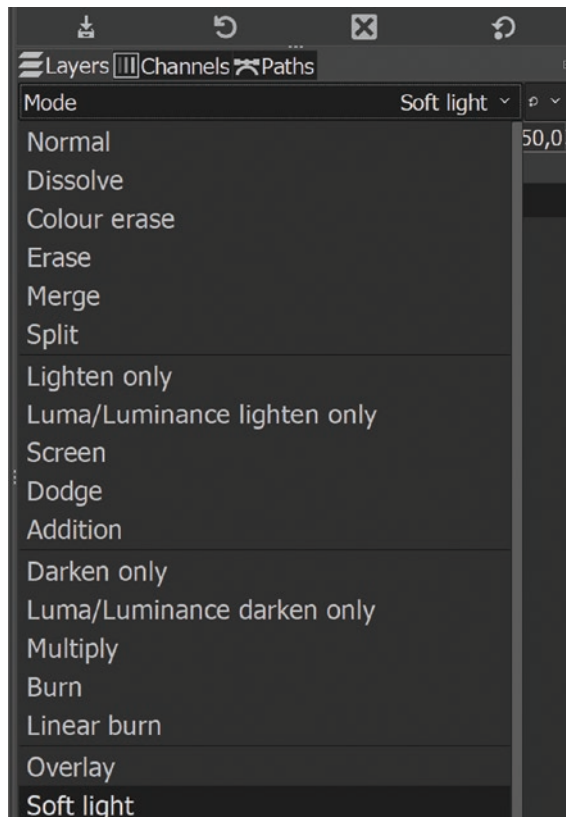 Layers Channels Paths
Mode Soft light
50,0
Normal
Dissolve
Colour erase
Erase
Merge
Split
Lighten only
Luma/Luminance lighten only
Screen
Dodge
Addition
Darken only
Luma/Luminance darken only
Multiply
Burn
Linear burn
Overlay
Soft light